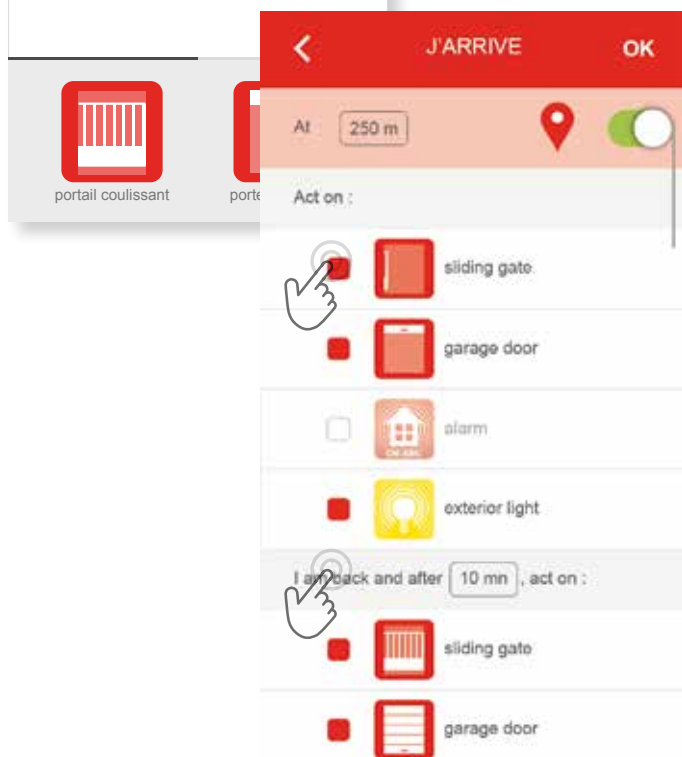 J'ARRIVE OK
At 250 m
portail coulissant
porte
Act on :
sliding gate
garage door
alarm
exterior light
I am back and after 10 mn , act on :
sliding gate
garage door